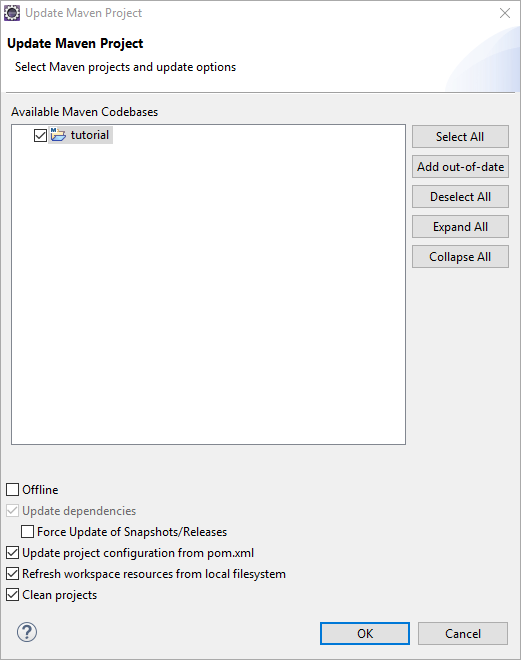 Update Maven Project
Update Maven Project
Select Maven projects and update options
Available Maven Codebases
tutorial
Select All
Add out-of-date
Deselect All
Expand All
Collapse All
Offline
Update dependencies
Force Update of Snapshots/Releases
Update project configuration from pom.xml
Refresh workspace resources from local filesystem
Clean projects
?
OK
Cancel